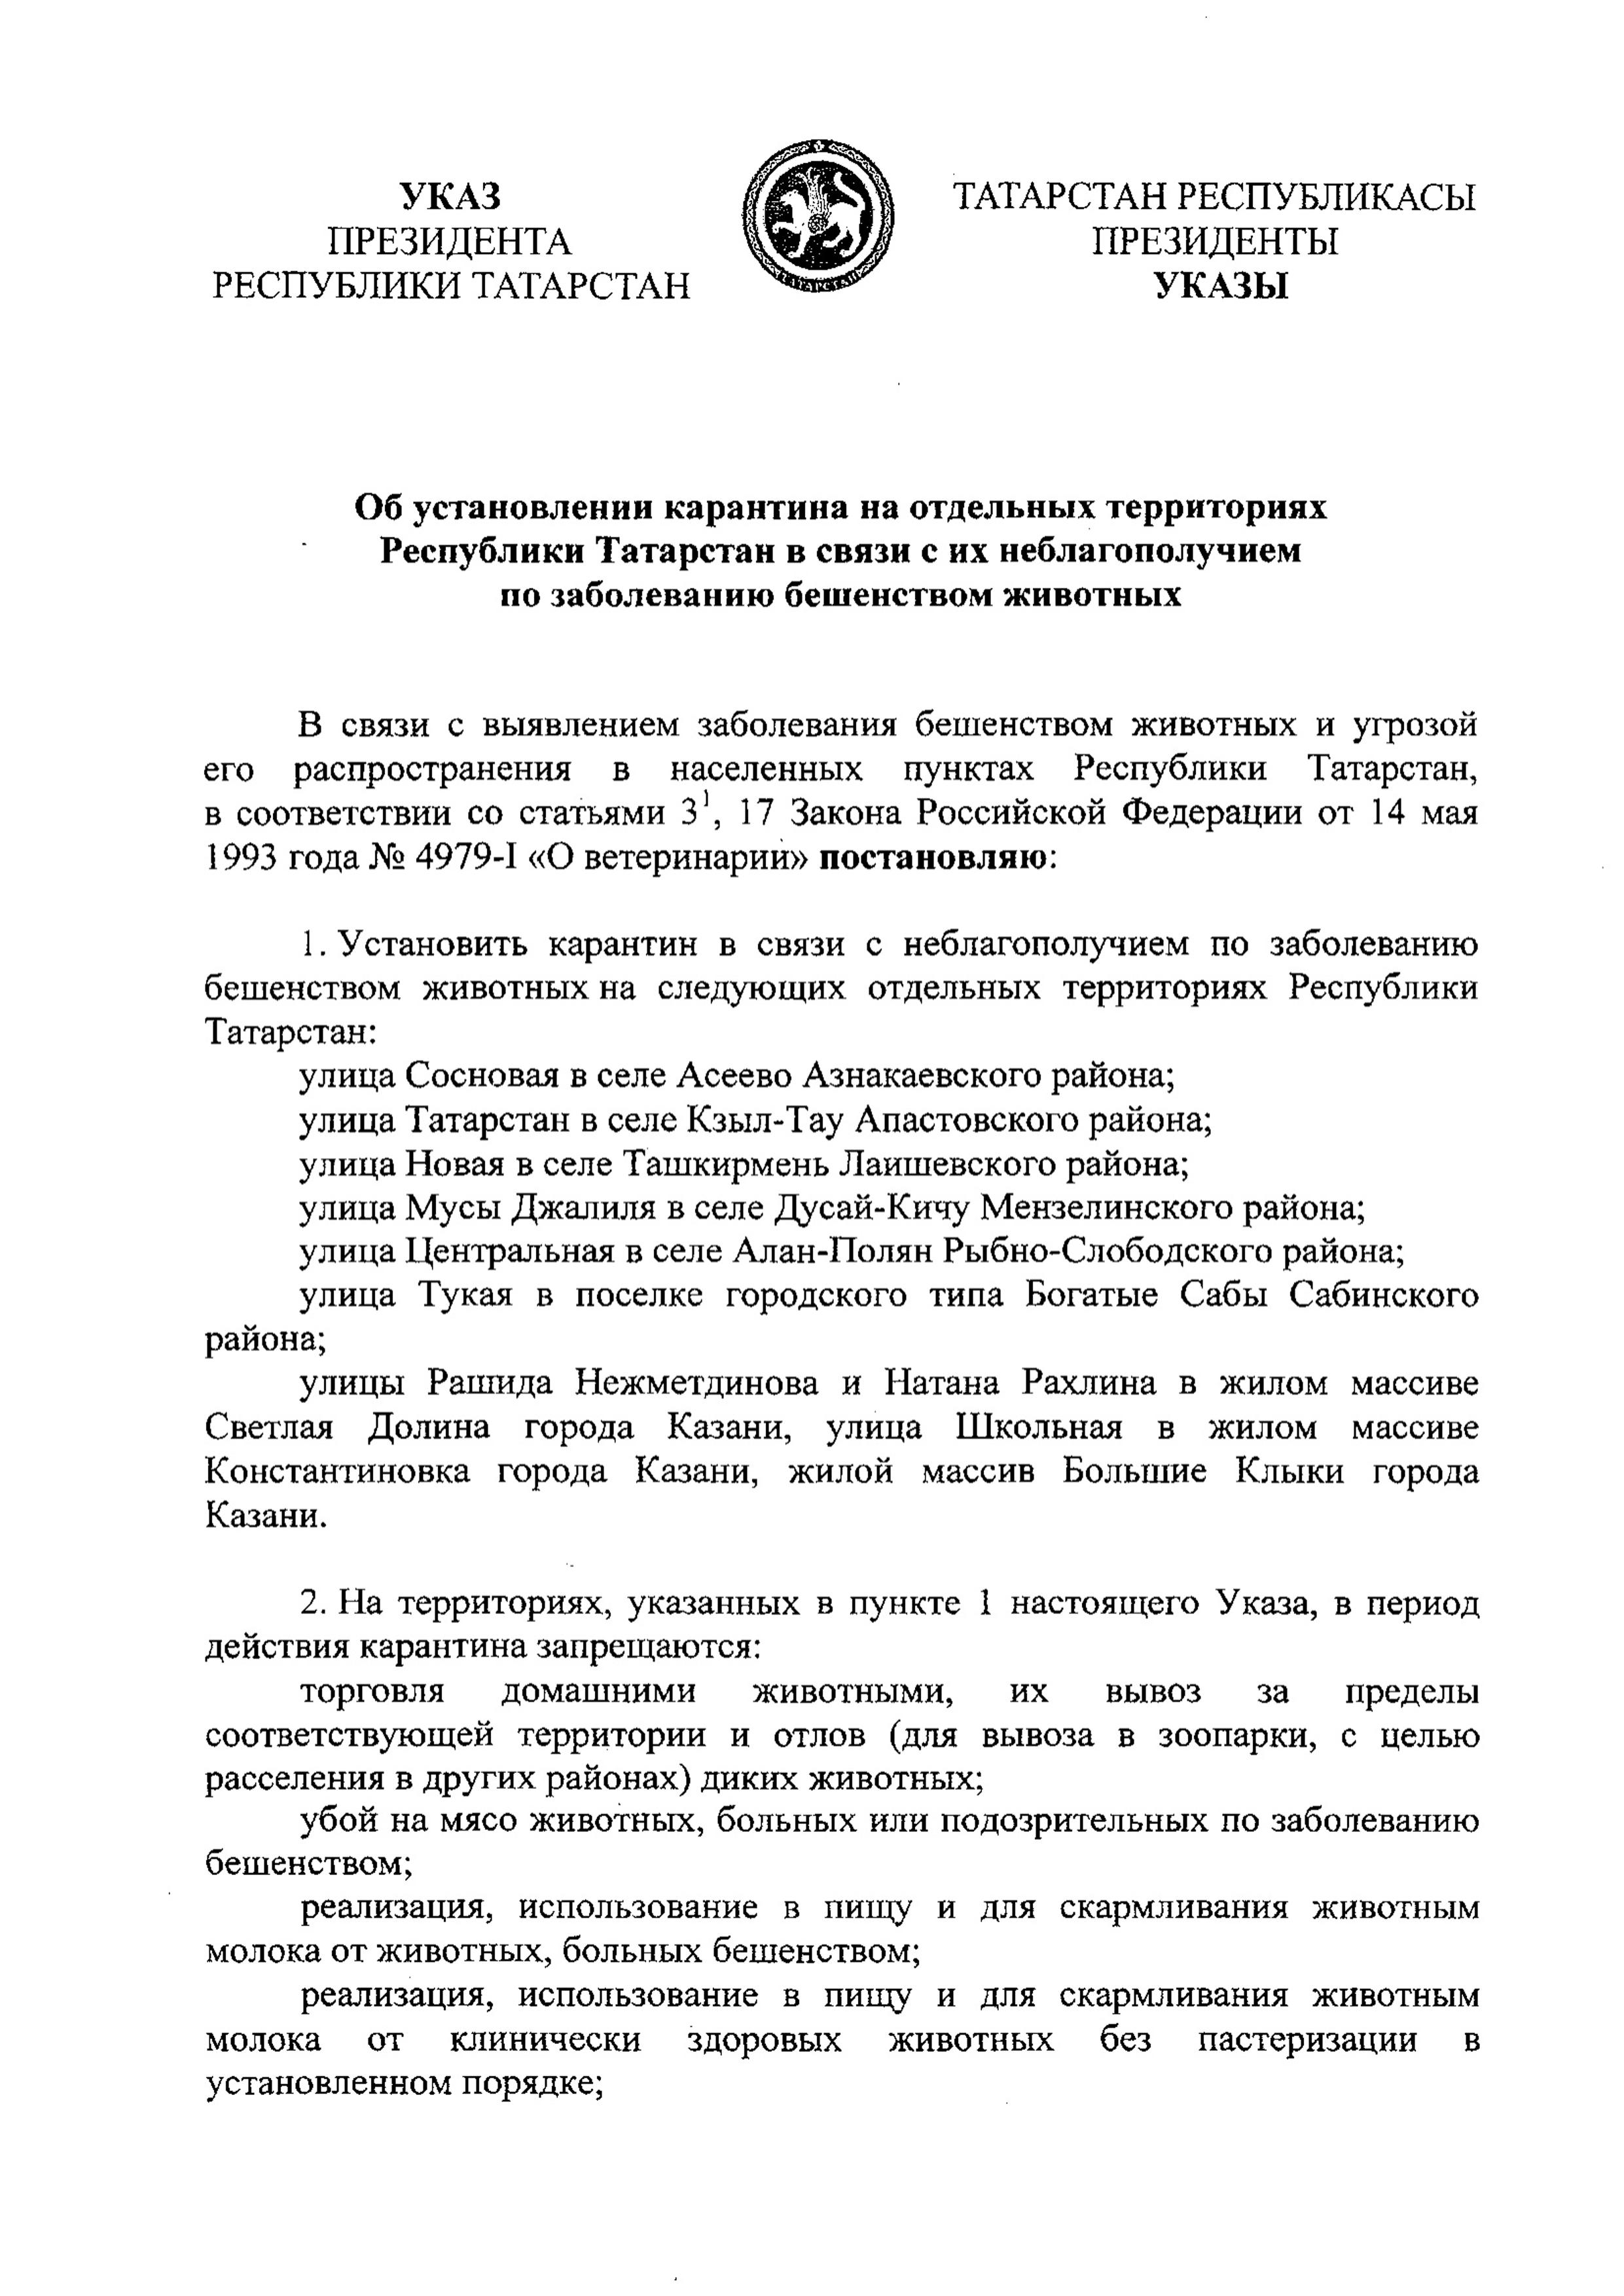 УКАЗ
ПРЕЗИДЕНТА
РЕСПУБЛИКИ ТАТАРСТАН
ТАТАРСТАН
ТАТАРСТАН РЕСПУБЛИКАСЫ
ПРЕЗИДЕНТЫ
УКАЗЫ
Об установлении карантина на отдельных территориях
Республики Татарстан в связи с их неблагополучием
по заболеванию бешенством животных
В связи с выявлением заболевания бешенством животных и угрозой
его распространения в населенных пунктах Республики Татарстан,
в соответствии со статьями 3¹, 17 Закона Российской Федерации от 14 мая
1993 года № 4979-I «О ветеринарии» постановляю:
1. Установить карантин в связи с неблагополучием по заболеванию
бешенством животных на следующих отдельных территориях Республики
Татарстан:
улица Сосновая в селе Асеево Азнакаевского района;
улица Татарстан в селе Кзыл-Тау Апастовского района;
улица Новая в селе Ташкирмень Лаишевского района;
улица Мусы Джалиля в селе Дусай-Кичу Мензелинского района;
улица Центральная в селе Алан-Полян Рыбно-Слободского района;
улица Тукая в поселке городского типа Богатые Сабы Сабинского
района;
улицы Рашида Нежметдинова и Натана Рахлина в жилом массиве
Светлая Долина города Казани, улица Школьная в жилом массиве
Константиновка города Казани, жилой массив Большие Клыки города
Казани.
2. На территориях, указанных в пункте 1 настоящего Указа, в период
действия карантина запрещаются:
торговля домашними животными, их вывоз за пределы
соответствующей территории и отлов (для вывоза в зоопарки, с целью
расселения в других районах) диких животных;
убой на мясо животных, больных или подозрительных по заболеванию
бешенством;
реализация, использование в пищу и для скармливания животным
молока от животных, больных бешенством;
реализация, использование в пищу и для скармливания животным
молока от клинически здоровых животных без пастеризации в
установленном порядке;